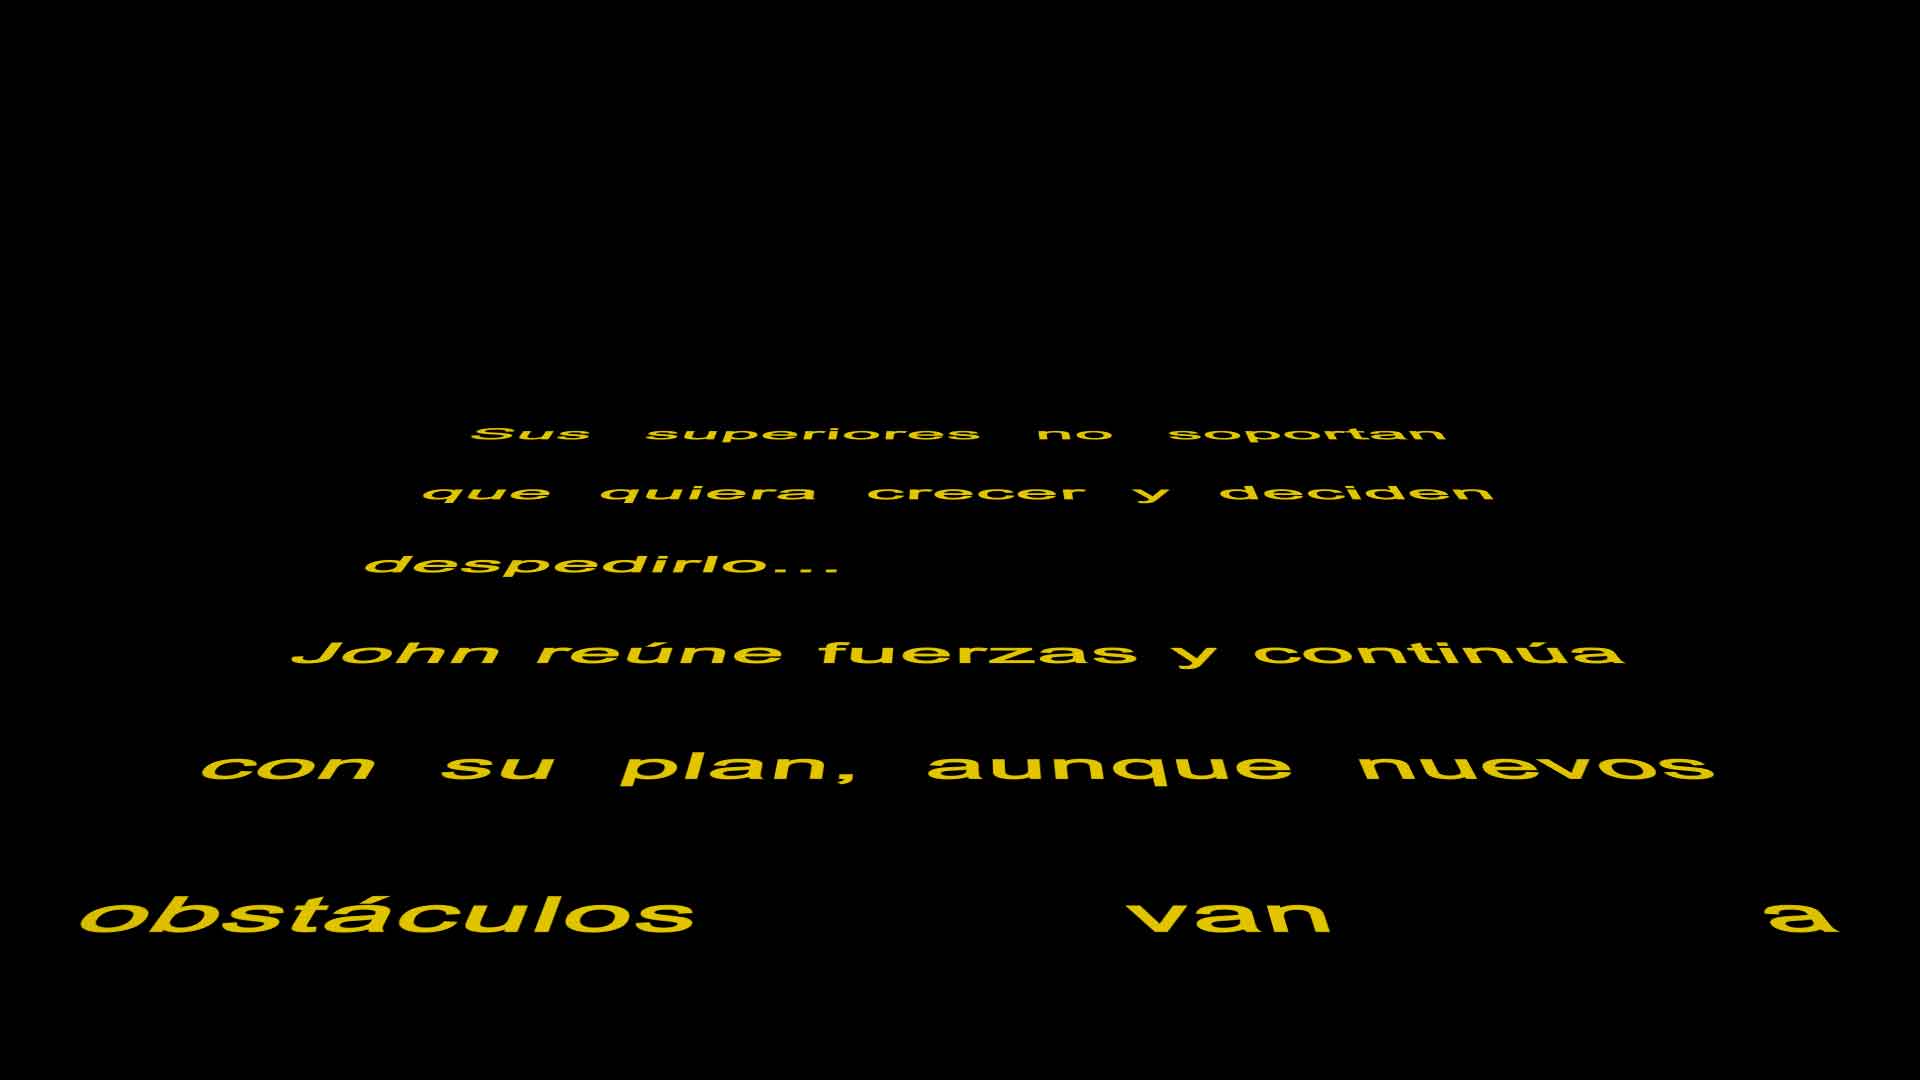 Sus superiores no soportan
que quiera crecer y deciden
despedirlo...
John reúne fuerzas y continúa
con su plan, aunque nuevos
obstáculos van a